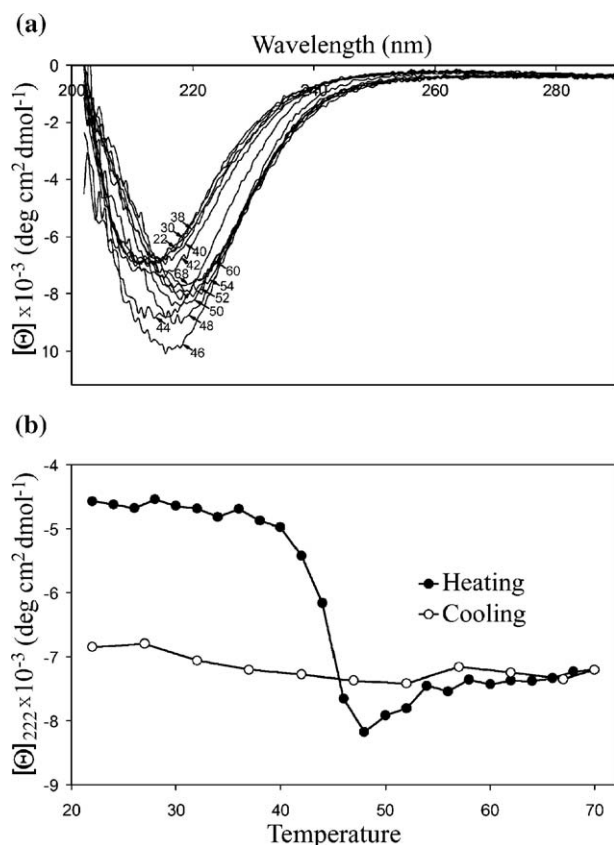 (a)
Wavelength (nm)
200 220 240 260 280
0
-2
-4
-6
-8
10
[Θ] x10⁻³ (deg cm² dmol⁻¹)
38
30
22
40
42
68
60
54
52
50
44
48
46
(b)
-4
-5
-6
-7
-8
-9
[Θ]₂₂₂ x10⁻³ (deg cm² dmol⁻¹)
Heating
Cooling
20 30 40 50 60 70
Temperature